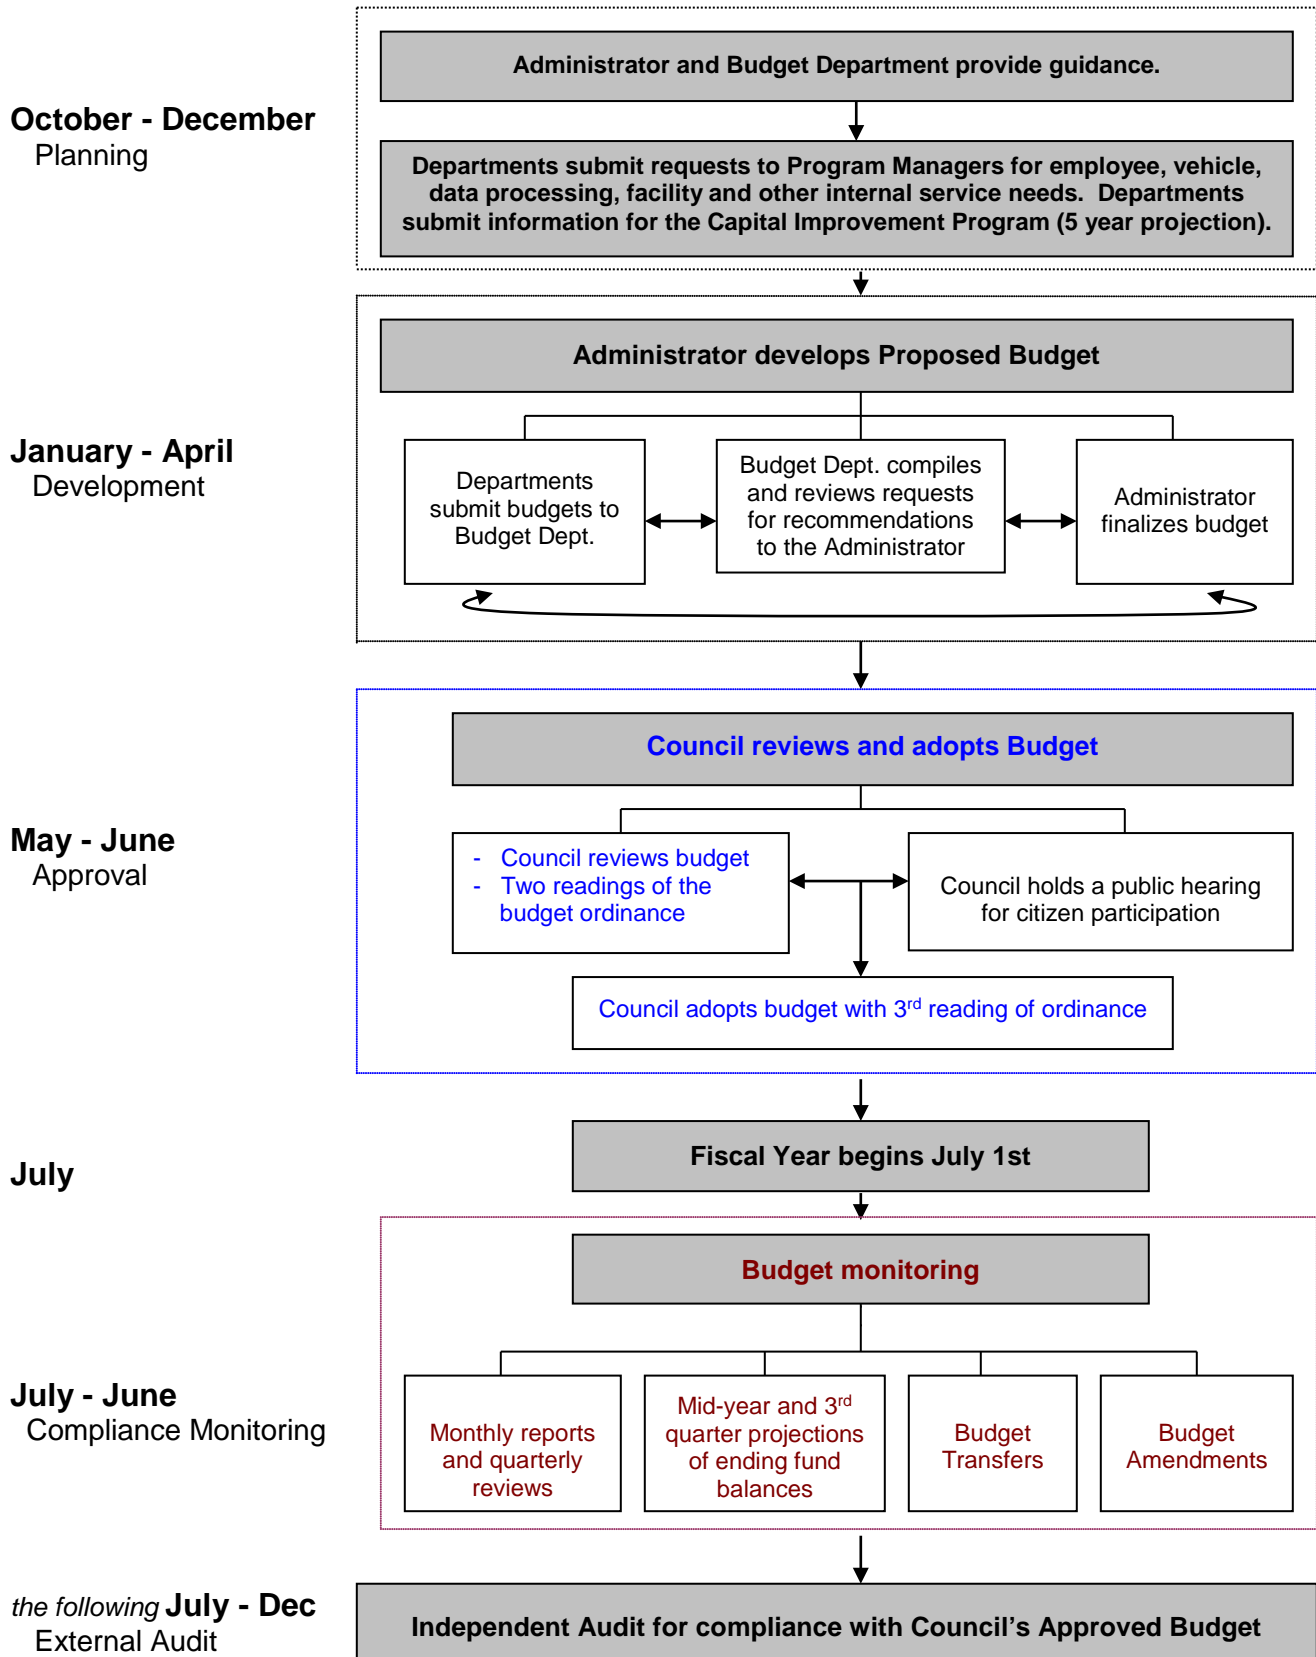 Administrator and Budget Department provide guidance.
October - December
Planning
Departments submit requests to Program Managers for employee, vehicle,
data processing, facility and other internal service needs.  Departments
submit information for the Capital Improvement Program (5 year projection).
Administrator develops Proposed Budget
January - April
Development
Departments
submit budgets to
Budget Dept.
Budget Dept. compiles
and reviews requests
for recommendations
to the Administrator
Administrator
finalizes budget
Council reviews and adopts Budget
May - June
Approval
- Council reviews budget
- Two readings of the
budget ordinance
Council holds a public hearing
for citizen participation
Council adopts budget with 3rd reading of ordinance
July
Fiscal Year begins July 1st
Budget monitoring
July - June
Compliance Monitoring
Monthly reports
and quarterly
reviews
Mid-year and 3rd
quarter projections
of ending fund
balances
Budget
Transfers
Budget
Amendments
the following July - Dec
External Audit
Independent Audit for compliance with Council’s Approved Budget